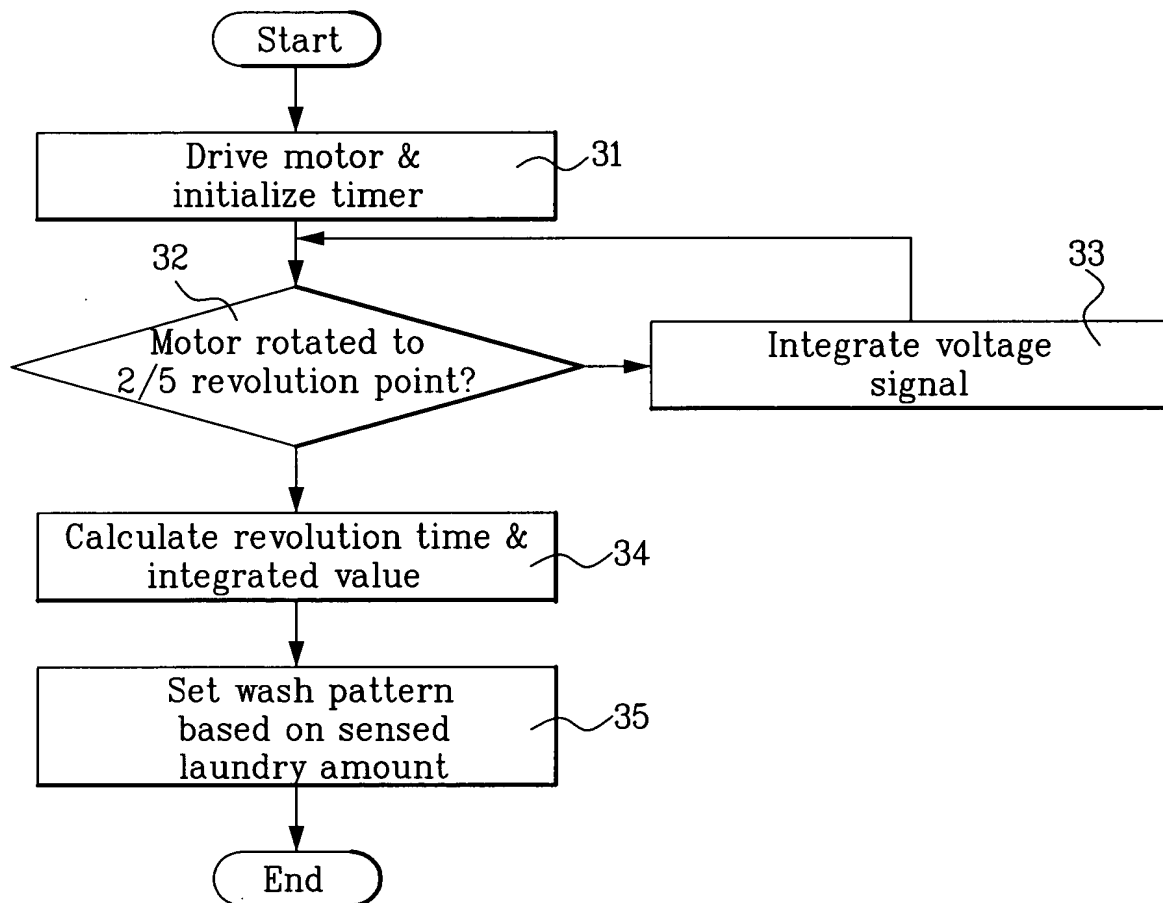 Start
Drive motor &
initialize timer
31
32
Motor rotated to
2/5 revolution point?
33
Integrate voltage
signal
Calculate revolution time &
integrated value
34
Set wash pattern
based on sensed
laundry amount
35
End